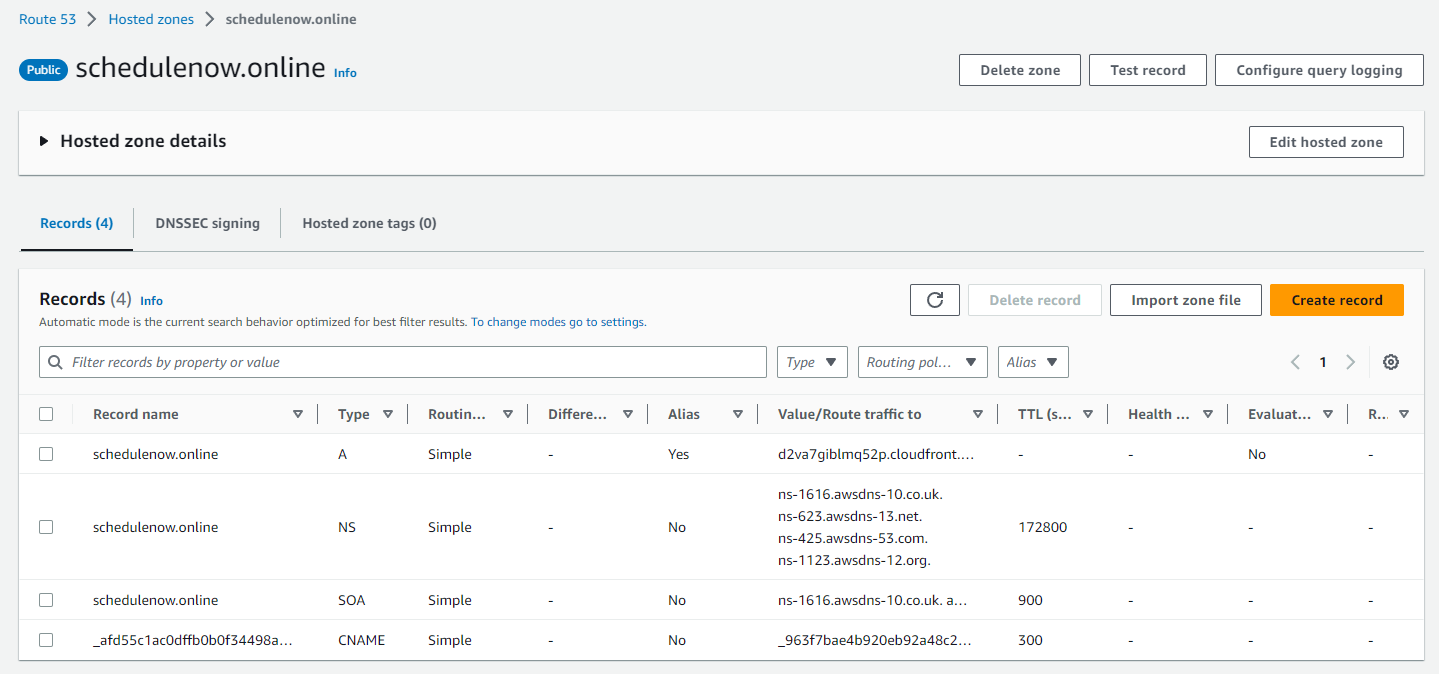 Route 53 > Hosted zones > schedulenow.online
Public schedulenow.online Info
Delete zone Test record Configure query logging
Hosted zone details
Edit hosted zone
Records (4) DNSSEC signing Hosted zone tags (0)
Records (4) Info
Delete record Import zone file Create record
Automatic mode is the current search behavior optimized for best filter results. To change modes go to settings.
Filter records by property or value Type Routing pol... Alias 1
Record name Type Routin... Differe... Alias Value/Route traffic to TTL (s... Health ... Evaluat... R...
schedulenow.online A Simple - Yes d2va7giblmq52p.cloudfront.... - - No -
ns-1616.awsdns-10.co.uk.
ns-623.awsdns-13.net.
schedulenow.online NS Simple - No 172800 - - -
ns-425.awsdns-53.com.
ns-1123.awsdns-12.org.
schedulenow.online SOA Simple - No ns-1616.awsdns-10.co.uk. a... 900 - - -
_afd55c1ac0dffb0b0f34498a... CNAME Simple - No _963f7bae4b920eb92a48c2... 300 - - -